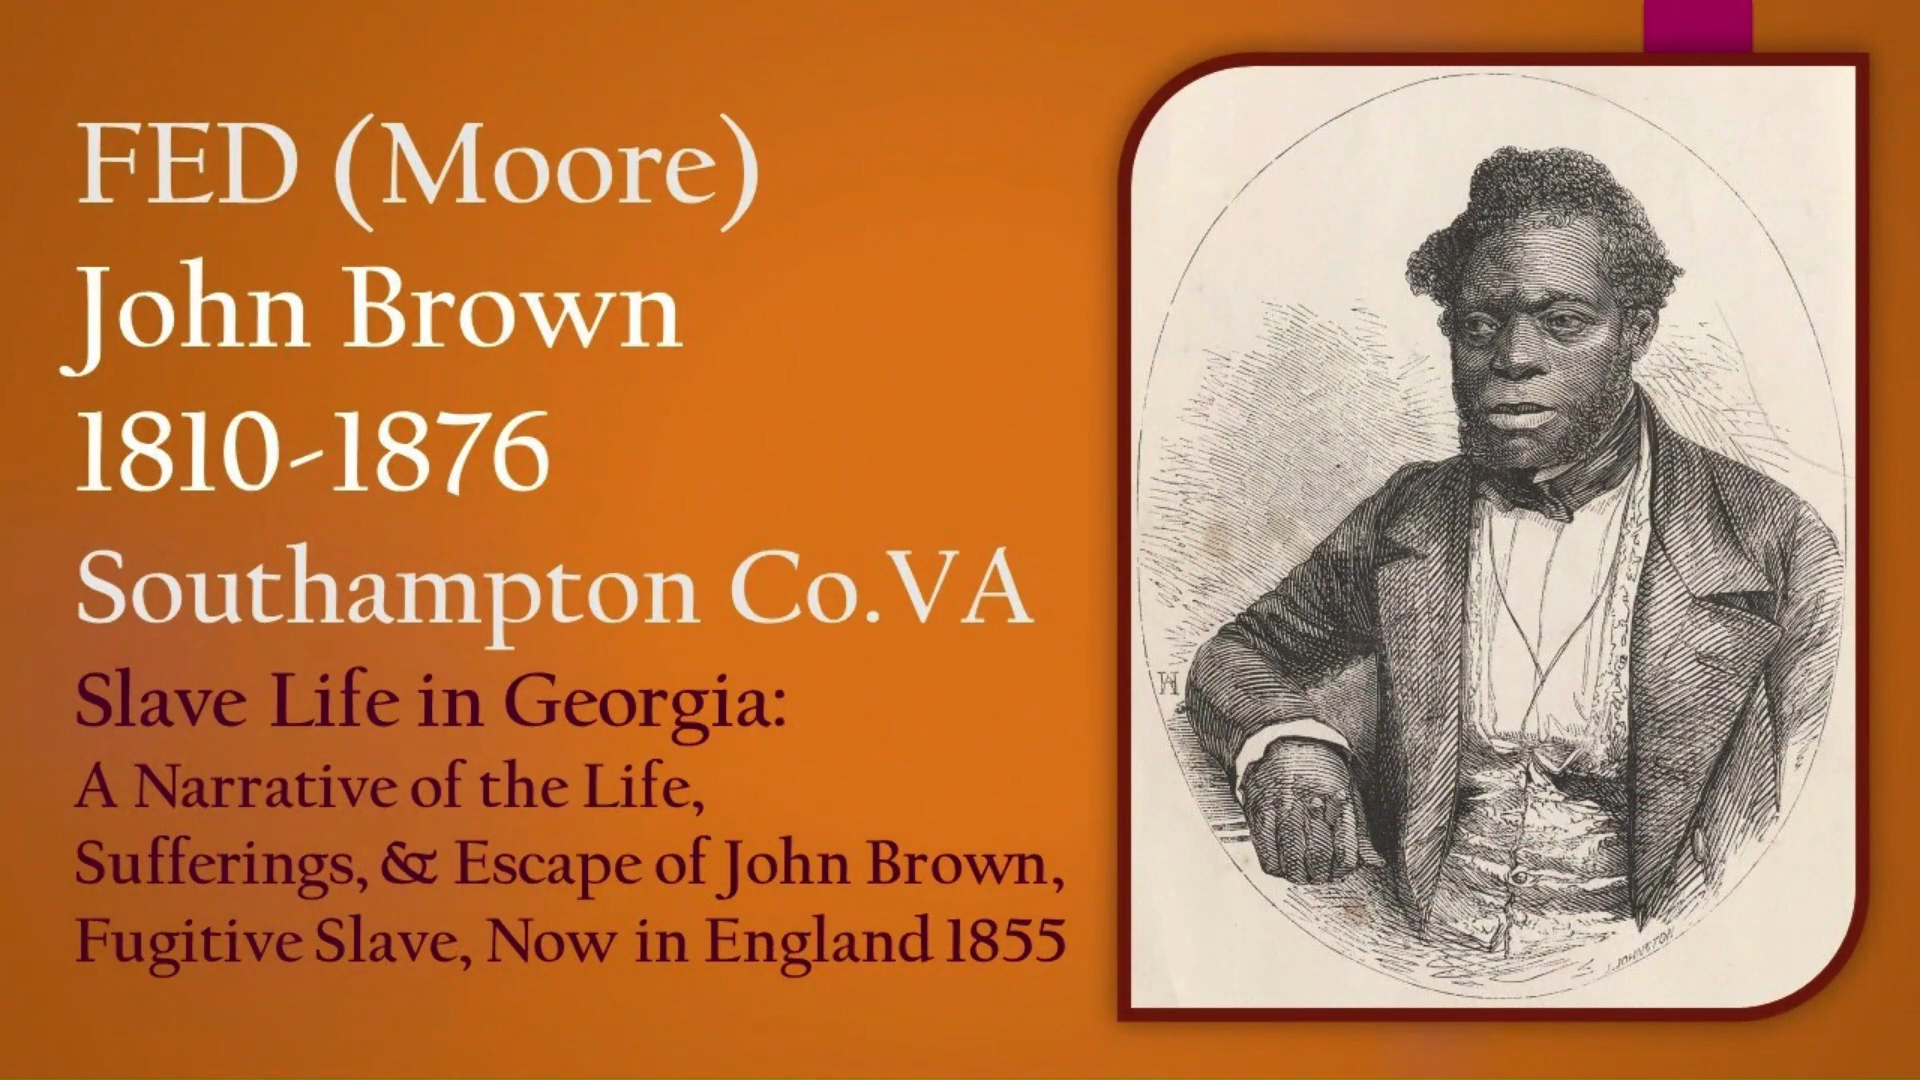 FED (Moore)
John Brown
1810-1876
Southampton Co.VA
Slave Life in Georgia:
A Narrative of the Life,
Sufferings, & Escape of John Brown,
Fugitive Slave, Now in England 1855
J. JOHNSTON